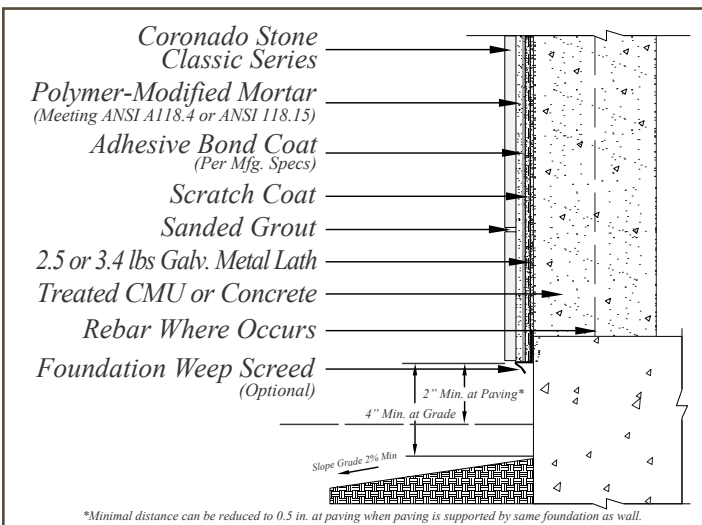 Coronado Stone
Classic Series
Polymer-Modified Mortar
(Meeting ANSI A118.4 or ANSI 118.15)
Adhesive Bond Coat
(Per Mfg. Specs)
Scratch Coat
Sanded Grout
2.5 or 3.4 lbs Galv. Metal Lath
Treated CMU or Concrete
Rebar Where Occurs
Foundation Weep Screed
(Optional)
2” Min. at Paving*
4” Min. at Grade
Slope Grade 2% Min
*Minimal distance can be reduced to 0.5 in. at paving when paving is supported by same foundation as wall.